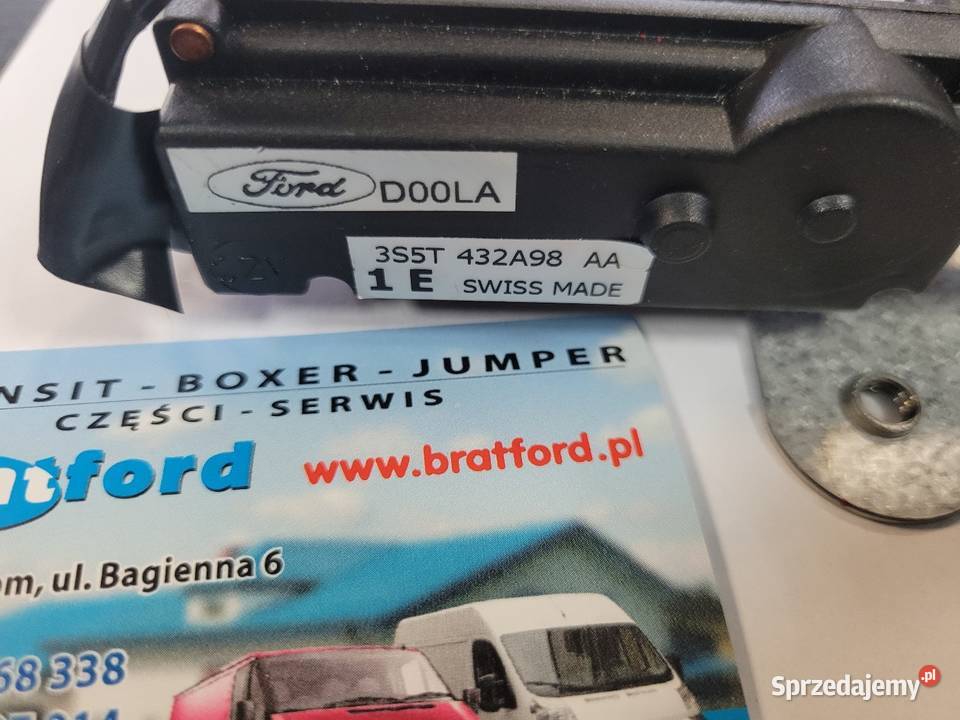 Ford D00LA
3S5T 432A98 AA
1 E SWISS MADE
NSIT - BOXER - JUMPER
CZĘŚCI - SERWIS
tford www.bratford.pl
om, ul. Bagienna 6
68 338
Sprzedajemy.pl